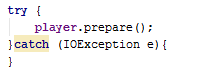 try {
    player.prepare();
}catch (IOException e){
}